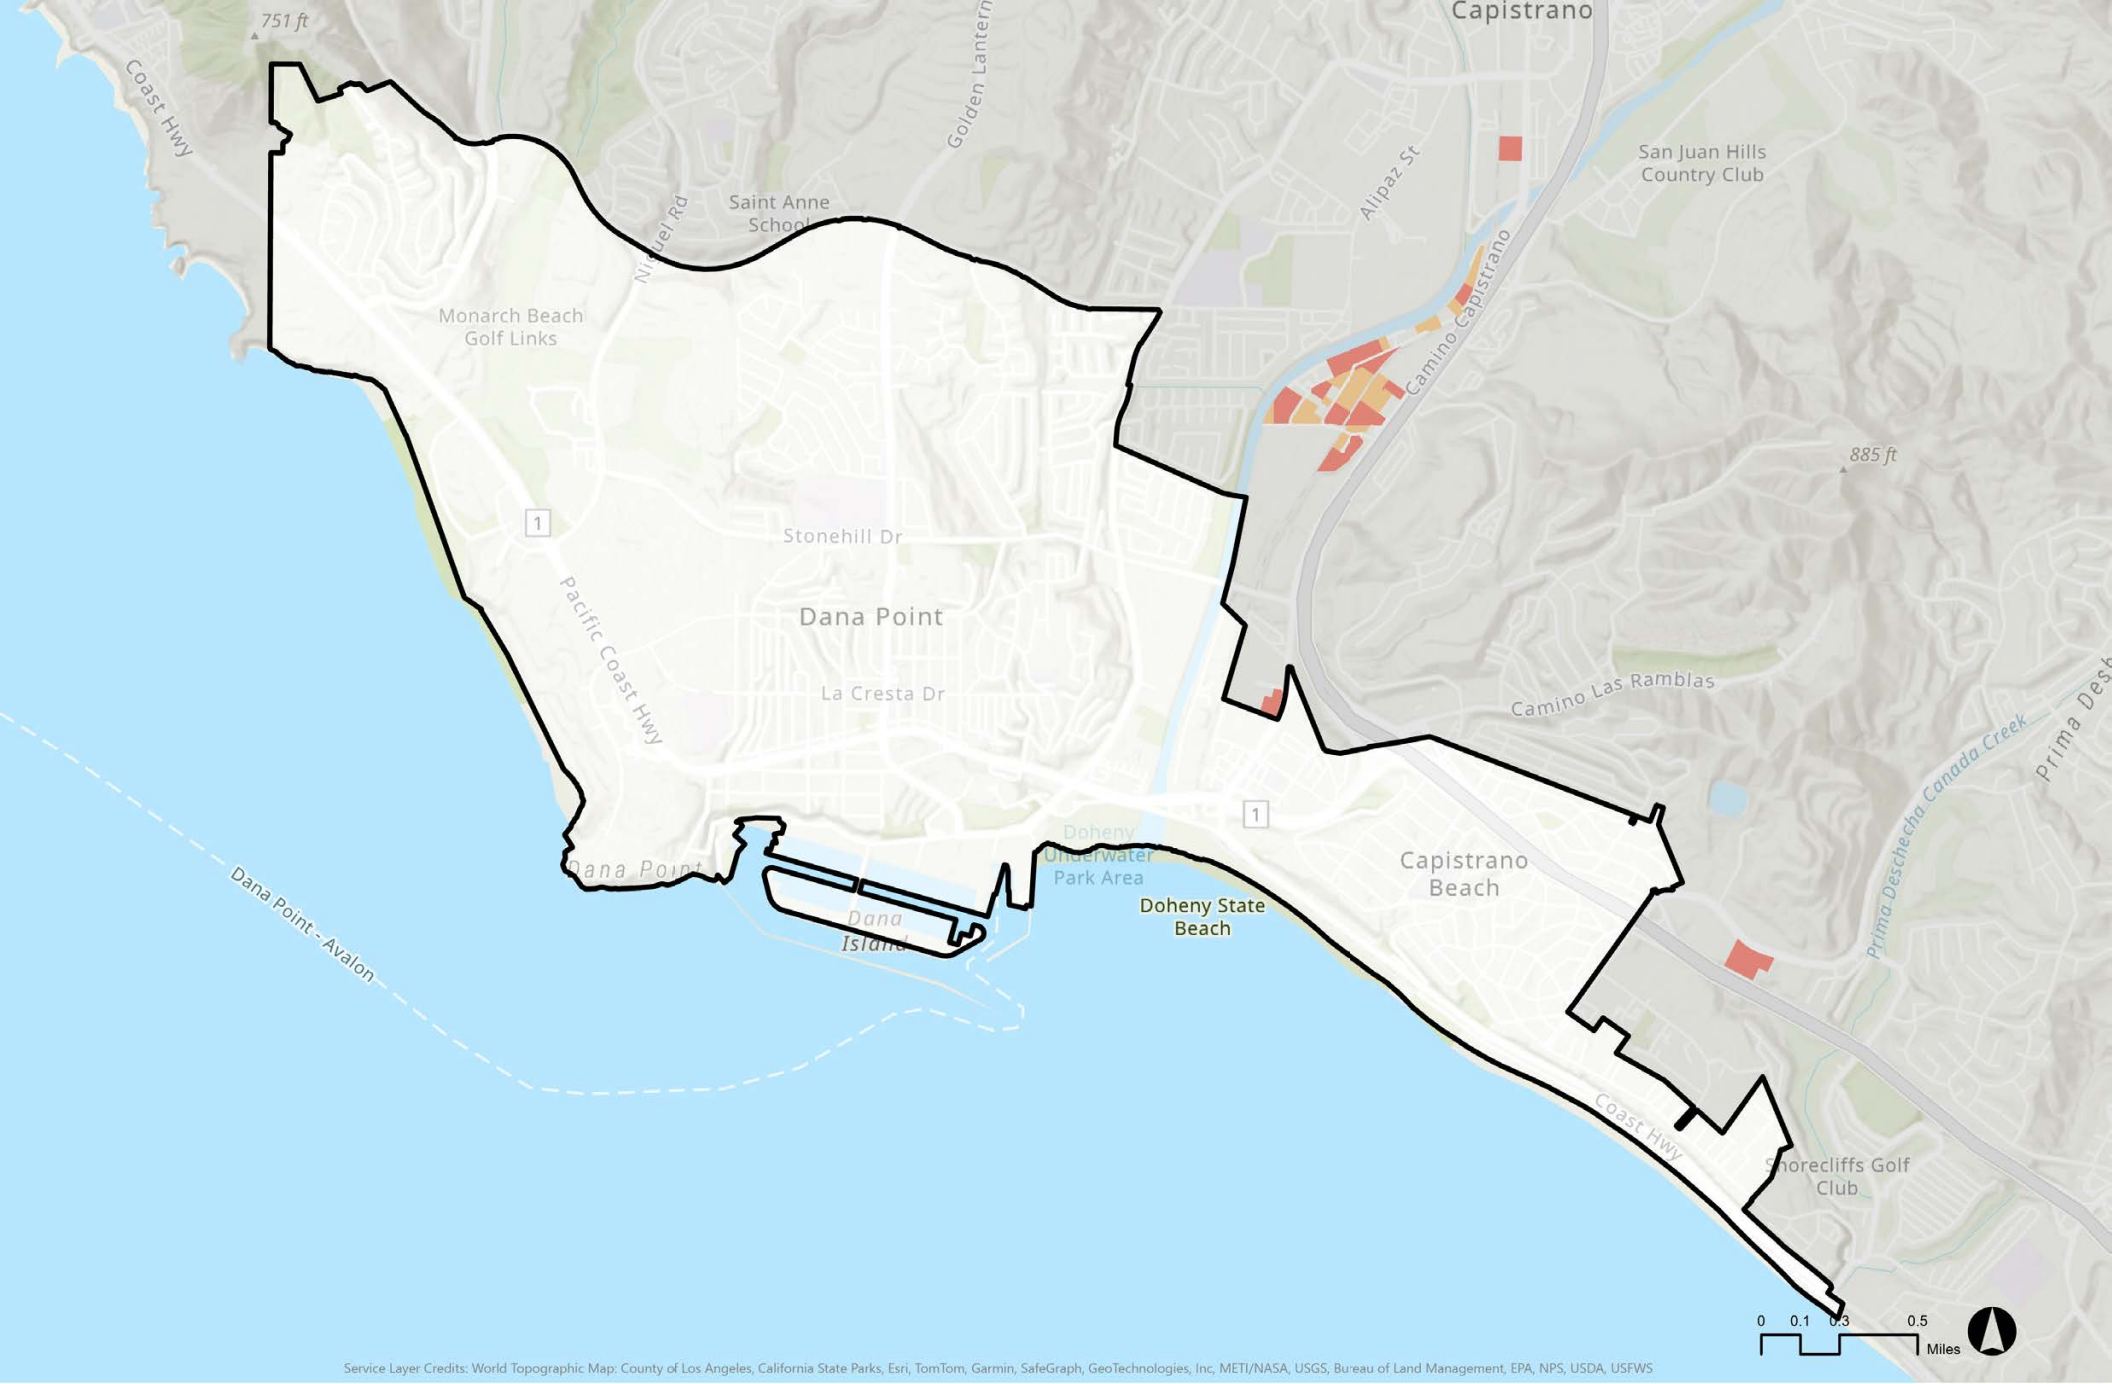 751 ft
Capistrano
Coast Hwy
Golden Lantern
San Juan Hills
Country Club
Alipaz St
Saint Anne
School
Niguel Rd
Camino Capistrano
Monarch Beach
Golf Links
885 ft
1
Stonehill Dr
Pacific Coast Hwy
Dana Point
La Cresta Dr
Camino Las Ramblas
Prima Desh
Prima Deschecha Canada Creek
1
Doheny
Underwater
Park Area
Capistrano
Beach
Dana Point
Doheny State
Beach
Dana
Island
Dana Point - Avalon
Coast Hwy
Shorecliffs Golf
Club
0 0.1 0.3 0.5
Miles
Service Layer Credits: World Topographic Map: County of Los Angeles, California State Parks, Esri, TomTom, Garmin, SafeGraph, GeoTechnologies, Inc, METI/NASA, USGS, Bureau of Land Management, EPA, NPS, USDA, USFWS